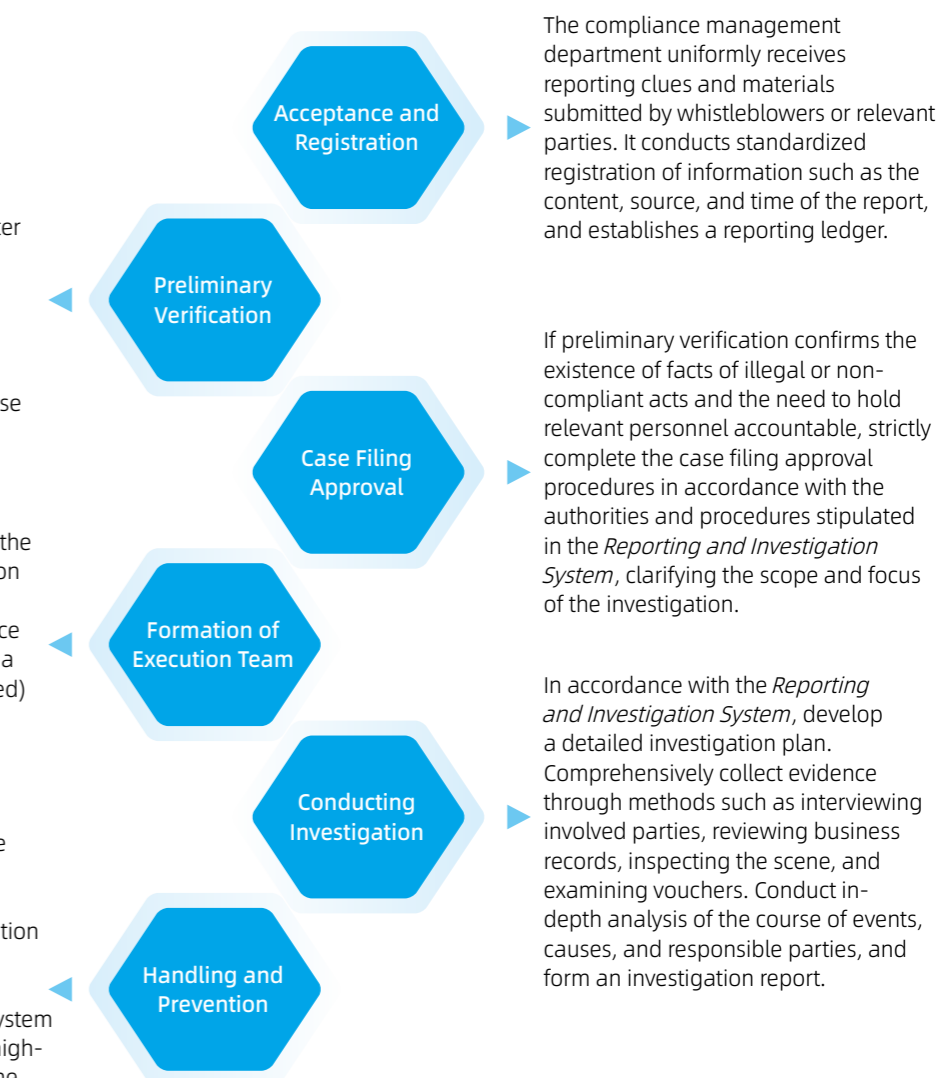 Acceptance and
Registration
The compliance management
department uniformly receives
reporting clues and materials
submitted by whistleblowers or relevant
parties. It conducts standardized
registration of information such as the
content, source, and time of the report,
and establishes a reporting ledger.
Preliminary
Verification
Case Filing
Approval
If preliminary verification confirms the
existence of facts of illegal or non-
compliant acts and the need to hold
relevant personnel accountable, strictly
complete the case filing approval
procedures in accordance with the
authorities and procedures stipulated
in the Reporting and Investigation
System, clarifying the scope and focus
of the investigation.
the
a
Formation of
Execution Team
Conducting
Investigation
In accordance with the Reporting
and Investigation System, develop
a detailed investigation plan.
Comprehensively collect evidence
through methods such as interviewing
involved parties, reviewing business
records, inspecting the scene, and
examining vouchers. Conduct in-
depth analysis of the course of events,
causes, and responsible parties, and
form an investigation report.
Handling and
Prevention